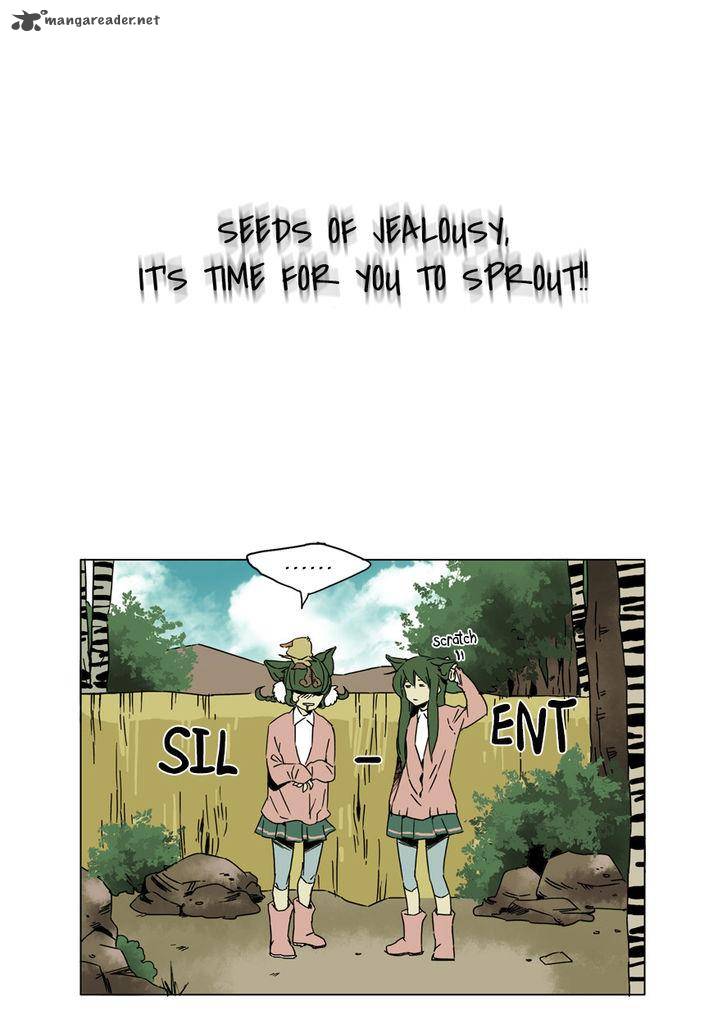 mangareader.net
SEEDS OF JEALOUSY,
IT'S TIME FOR YOU TO SPROUT!!
......
scratch
SIL - ENT